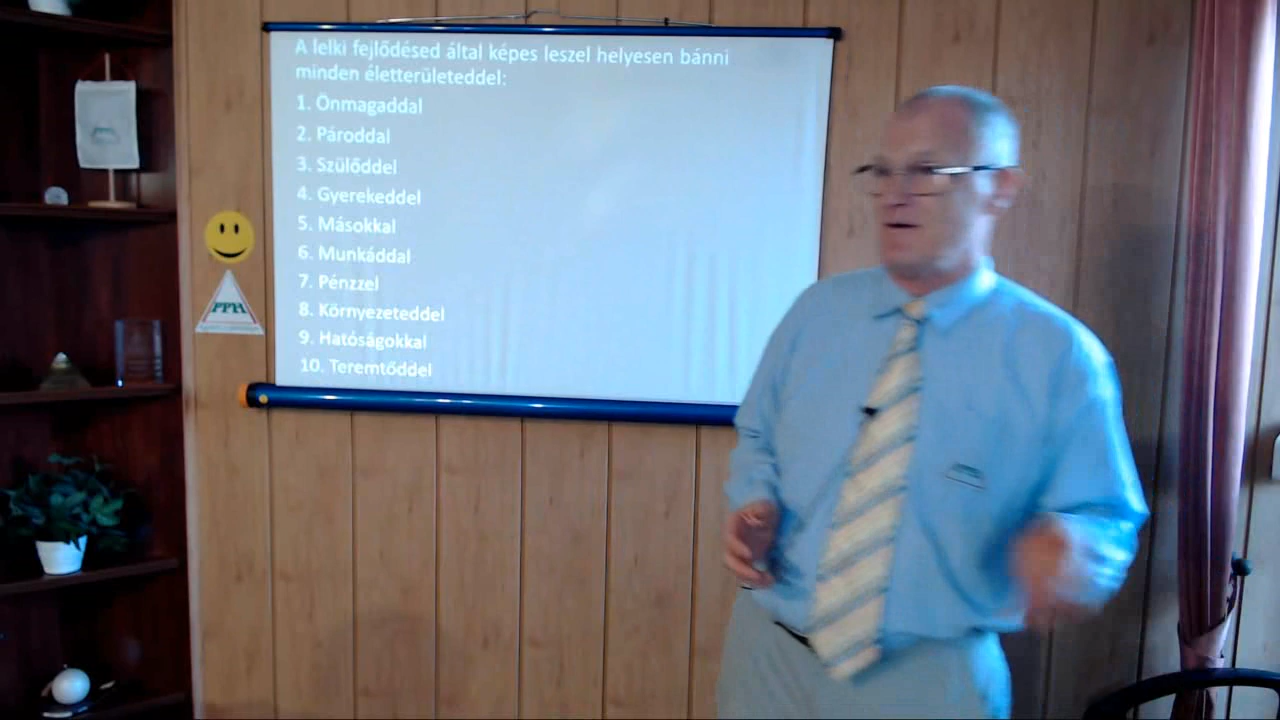 A lelki fejlődésed által képes leszel helyesen bánni
minden életterületeddel:
1. Önmagaddal
2. Pároddal
3. Szülőddel
4. Gyerekeddel
5. Másokkal
6. Munkáddal
7. Pénzzel
8. Környezeteddel
9. Hatóságokkal
10. Teremtőddel
PPH